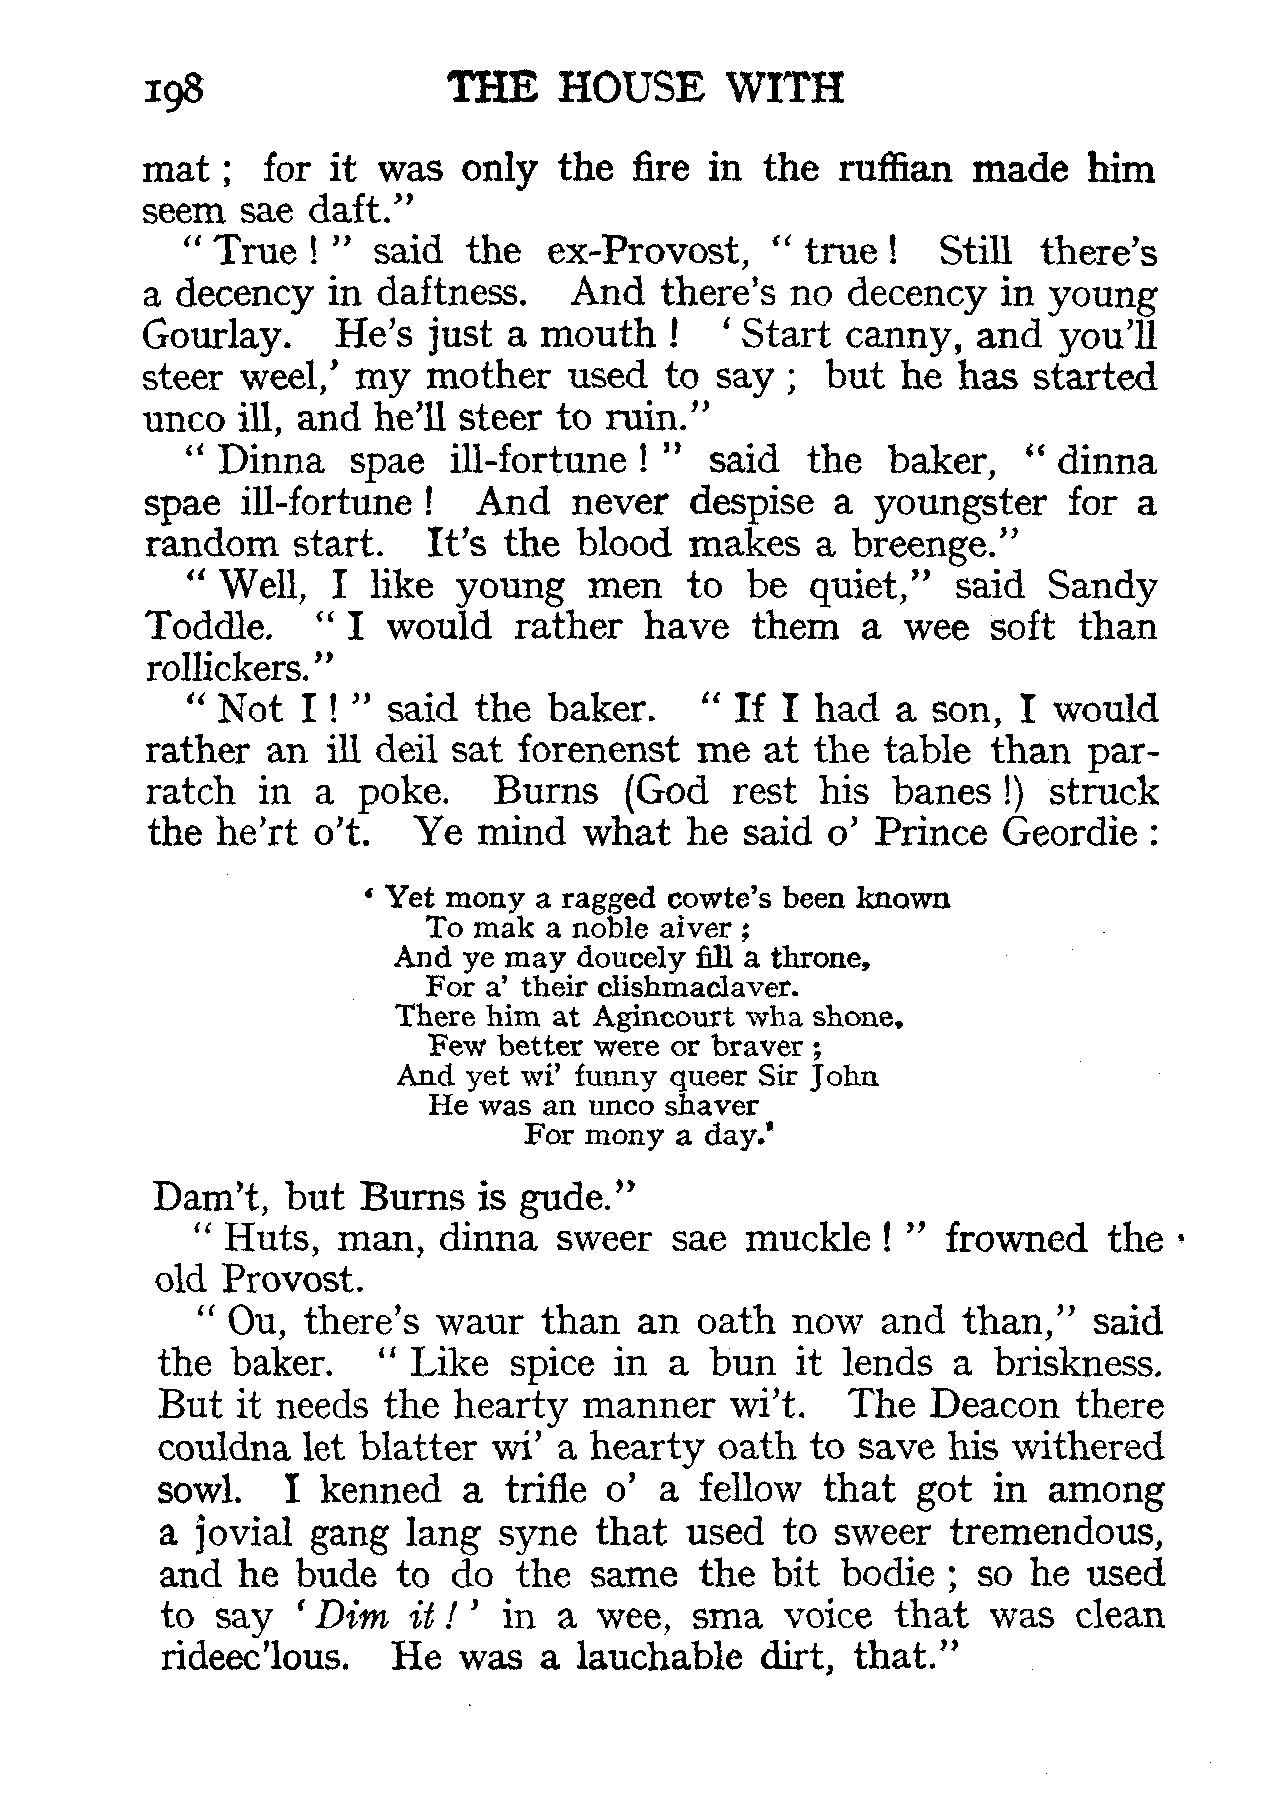 198 THE HOUSE WITH
mat ; for it was only the fire in the ruffian made him
seem sae daft."
" True ! " said the ex-Provost, " true ! Still there's
a decency in daftness. And there's no decency in young
Gourlay. He's just a mouth ! ' Start canny, and you'll
steer weel,' my mother used to say ; but he has started
unco ill, and he'll steer to ruin."
" Dinna spae ill-fortune ! " said the baker, " dinna
spae ill-fortune ! And never despise a youngster for a
random start. It's the blood makes a breenge."
" Well, I like young men to be quiet," said Sandy
Toddle. " I would rather have them a wee soft than
rollickers."
" Not I ! " said the baker. " If I had a son, I would
rather an ill deil sat forenenst me at the table than par-
ratch in a poke. Burns (God rest his banes !) struck
the he'rt o't. Ye mind what he said o' Prince Geordie :
' Yet mony a ragged cowte's been known
To mak a noble aiver ;
And ye may doucely fill a throne,
For a' their clishmaclaver.
There him at Agincourt wha shone,
Few better were or braver ;
And yet wi' funny queer Sir John
He was an unco shaver
For mony a day.'
Dam't, but Burns is gude."
" Huts, man, dinna sweer sae muckle ! " frowned the
old Provost.
" Ou, there's waur than an oath now and than," said
the baker. " Like spice in a bun it lends a briskness.
But it needs the hearty manner wi't. The Deacon there
couldna let blatter wi' a hearty oath to save his withered
sowl. I kenned a trifle o' a fellow that got in among
a jovial gang lang syne that used to sweer tremendous,
and he bude to do the same the bit bodie ; so he used
to say ' Dim it ! ' in a wee, sma voice that was clean
rideec'lous. He was a lauchable dirt, that."